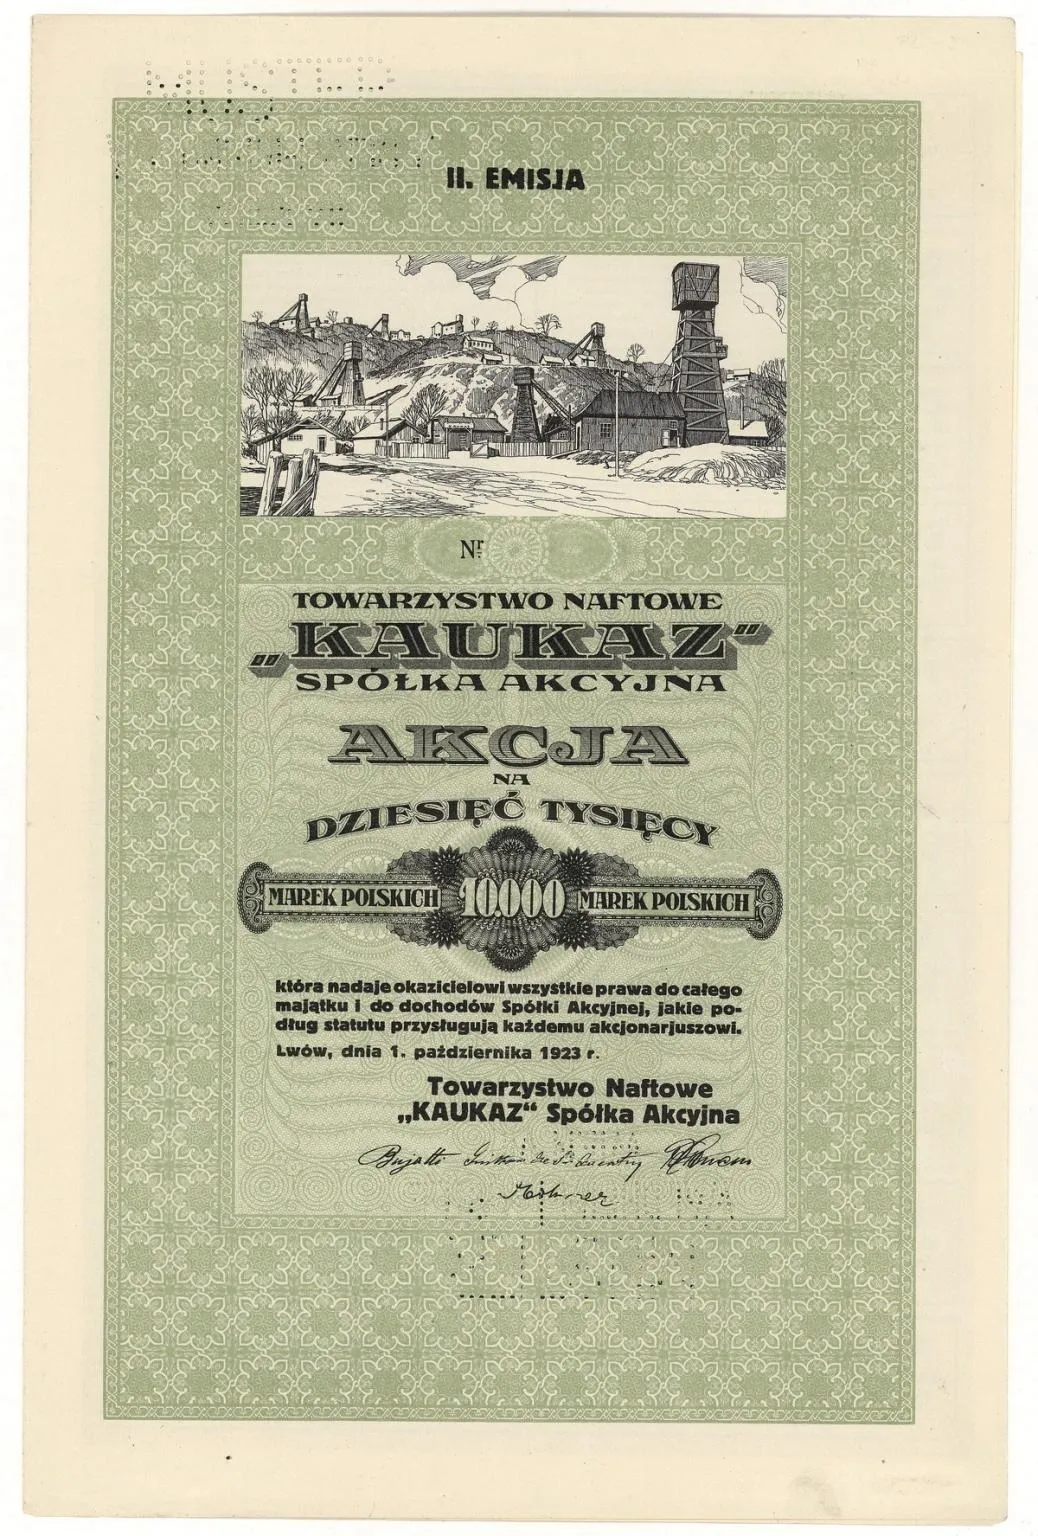 MUSTER
II. EMISJA
Nr.
TOWARZYSTWO NAFTOWE
„KAUKAZ"
SPÓŁKA AKCYJNA
AKCJA
NA
DZIESIĘĆ TYSIĘCY
MAREK POLSKICH 10.000 MAREK POLSKICH
która nadaje okazicielowi wszystkie prawa do całego
majątku i do dochodów Spółki Akcyjnej, jakie po-
dług statutu przysługują każdemu akcjonarjuszowi.
Lwów, dnia 1. października 1923 r.
Towarzystwo Naftowe
„KAUKAZ“ Spółka Akcyjna